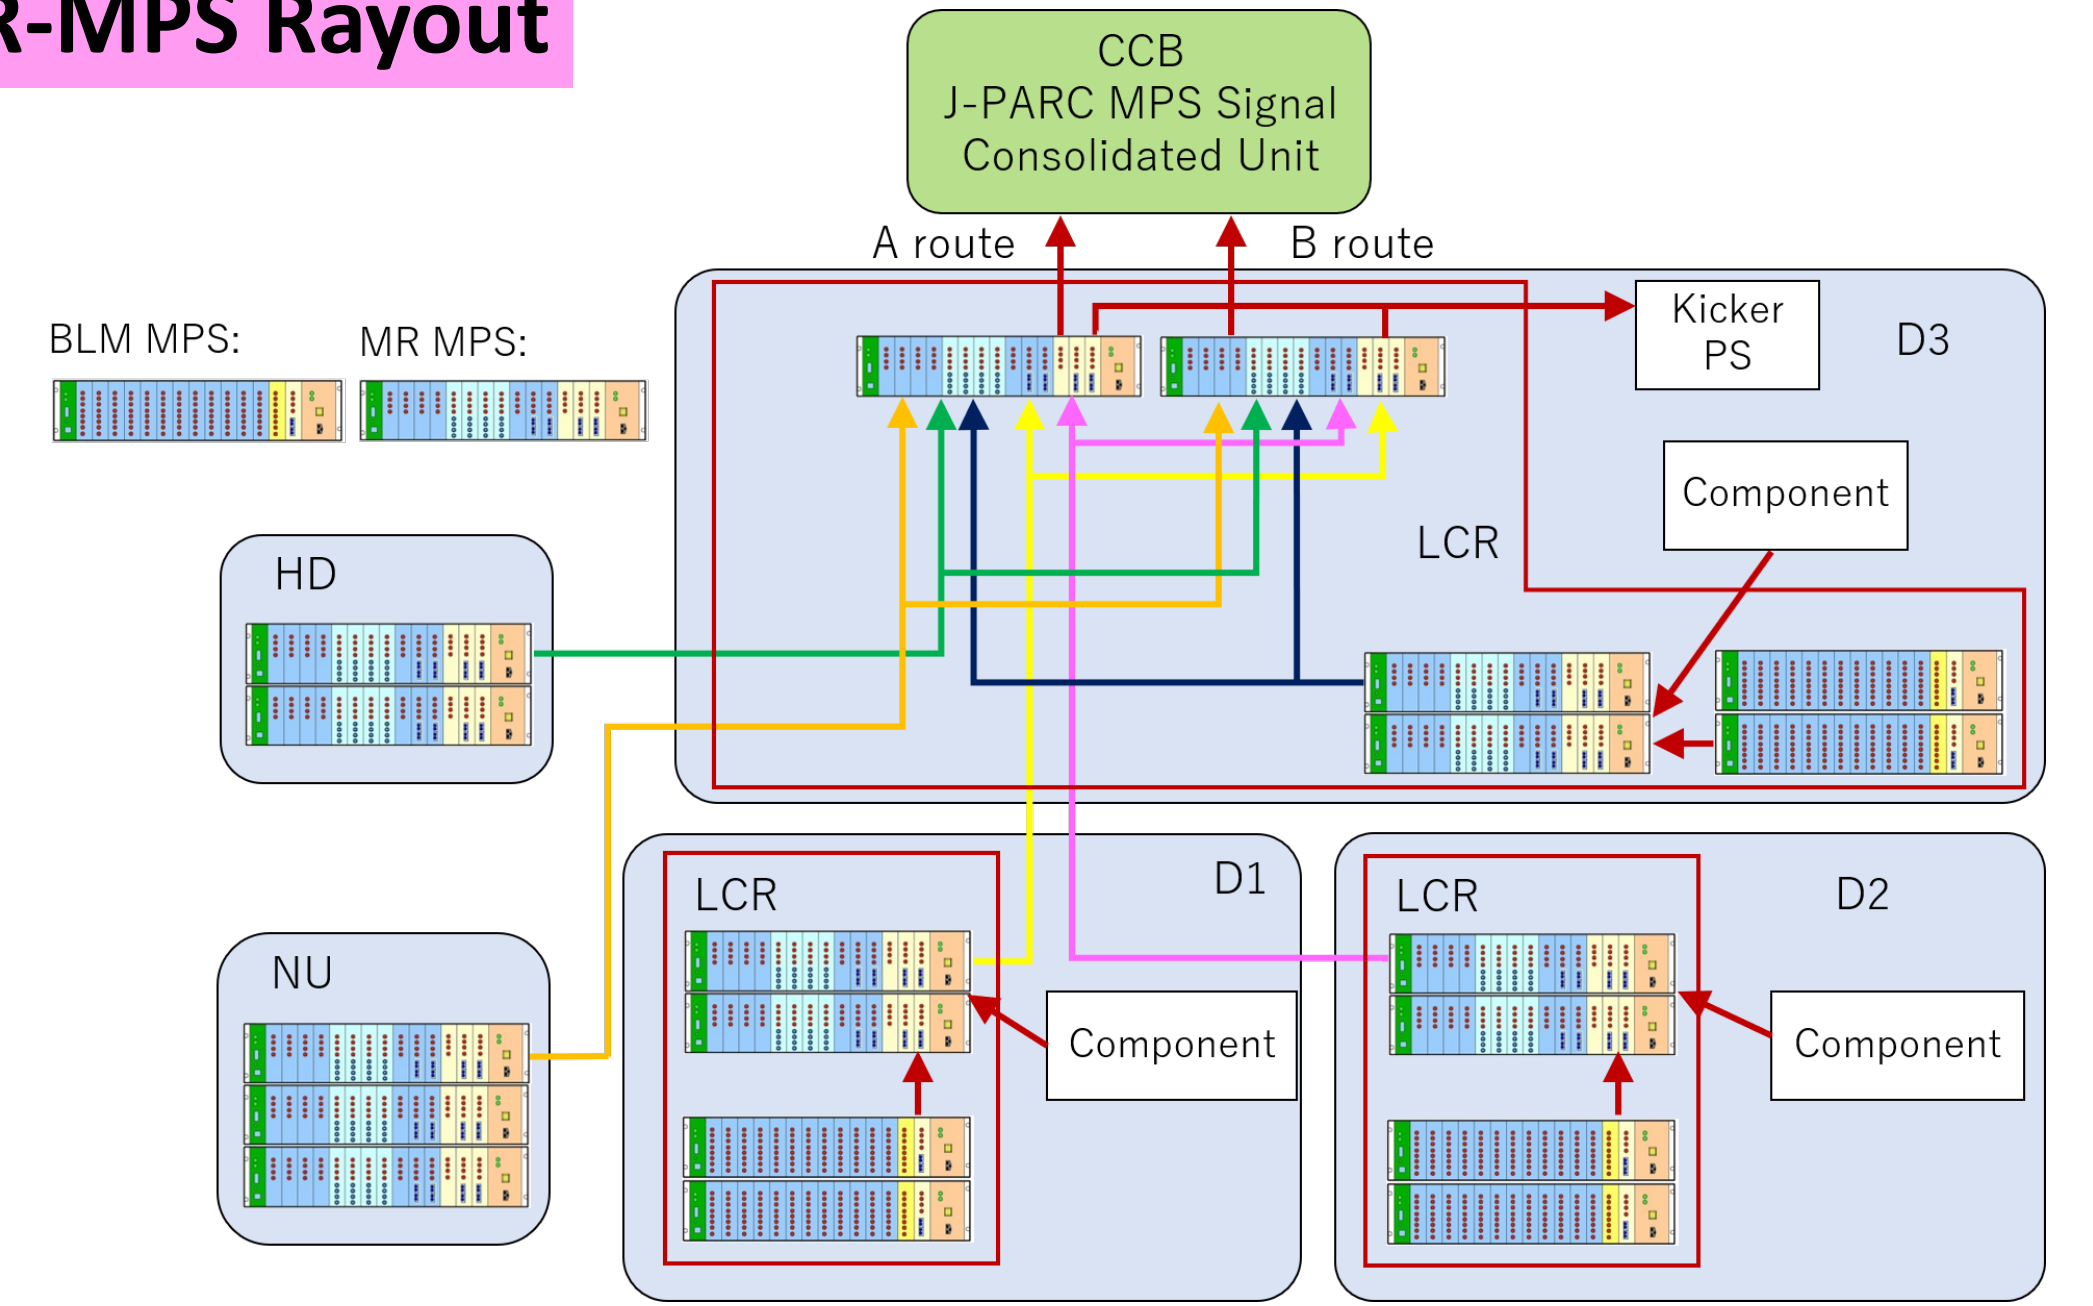 R-MPS Rayout
CCB
J-PARC MPS Signal
Consolidated Unit
A route
B route
BLM MPS:
MR MPS:
Kicker
PS
D3
Component
LCR
HD
NU
LCR
D1
Component
LCR
D2
Component